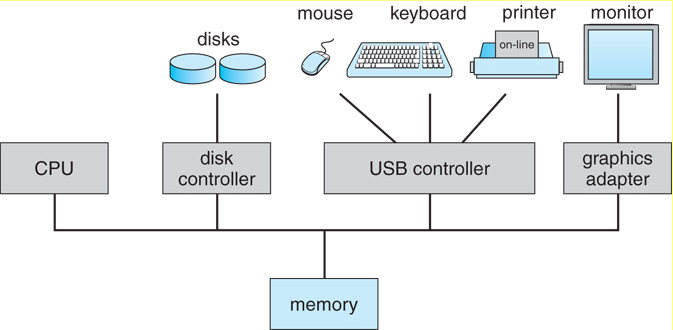 mouse
keyboard
printer
monitor
disks
on-line
CPU
disk
controller
USB controller
graphics
adapter
memory